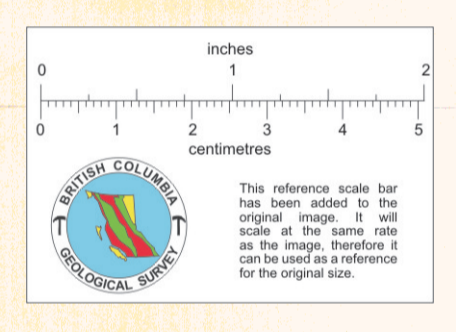 inches
0 1 2
0 1 2 3 4 5
centimetres
BRITISH COLUMBIA
GEOLOGICAL SURVEY
This reference scale bar
has been added to the
original image. It will
scale at the same rate
as the image, therefore it
can be used as a reference
for the original size.